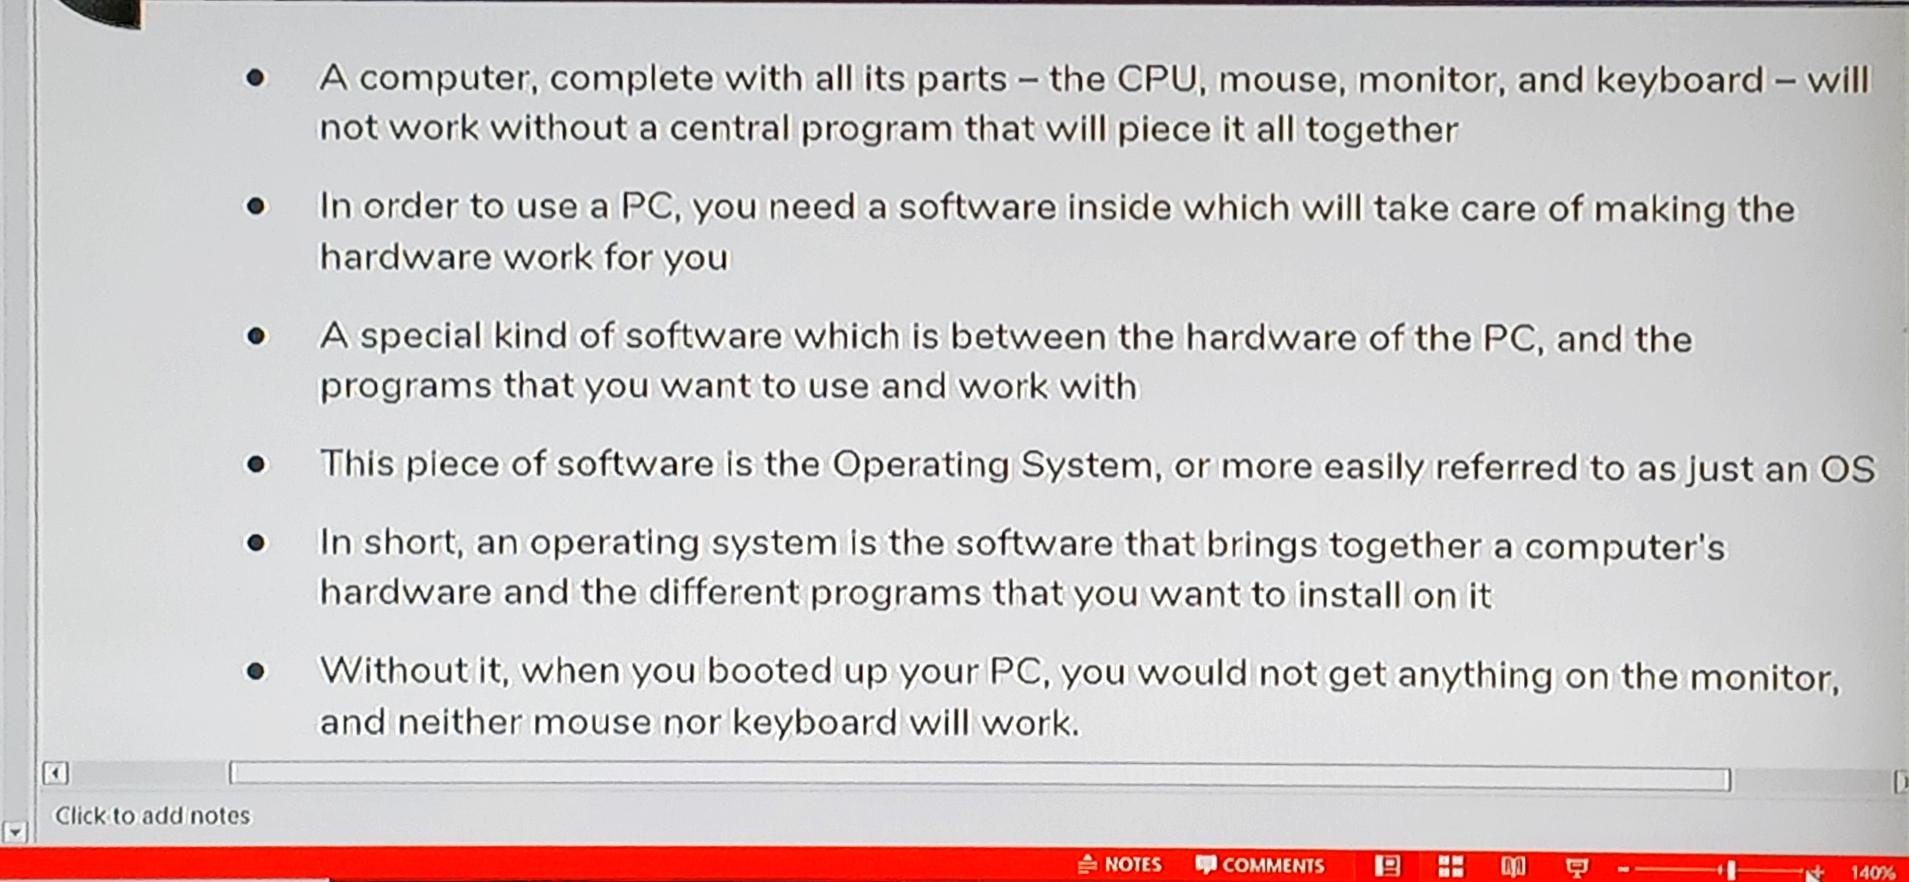 ● A computer, complete with all its parts – the CPU, mouse, monitor, and keyboard – will
not work without a central program that will piece it all together
● In order to use a PC, you need a software inside which will take care of making the
hardware work for you
● A special kind of software which is between the hardware of the PC, and the
programs that you want to use and work with
● This piece of software is the Operating System, or more easily referred to as just an OS
● In short, an operating system is the software that brings together a computer's
hardware and the different programs that you want to install on it
● Without it, when you booted up your PC, you would not get anything on the monitor,
and neither mouse nor keyboard will work.
Click to add notes
NOTES COMMENTS 140%